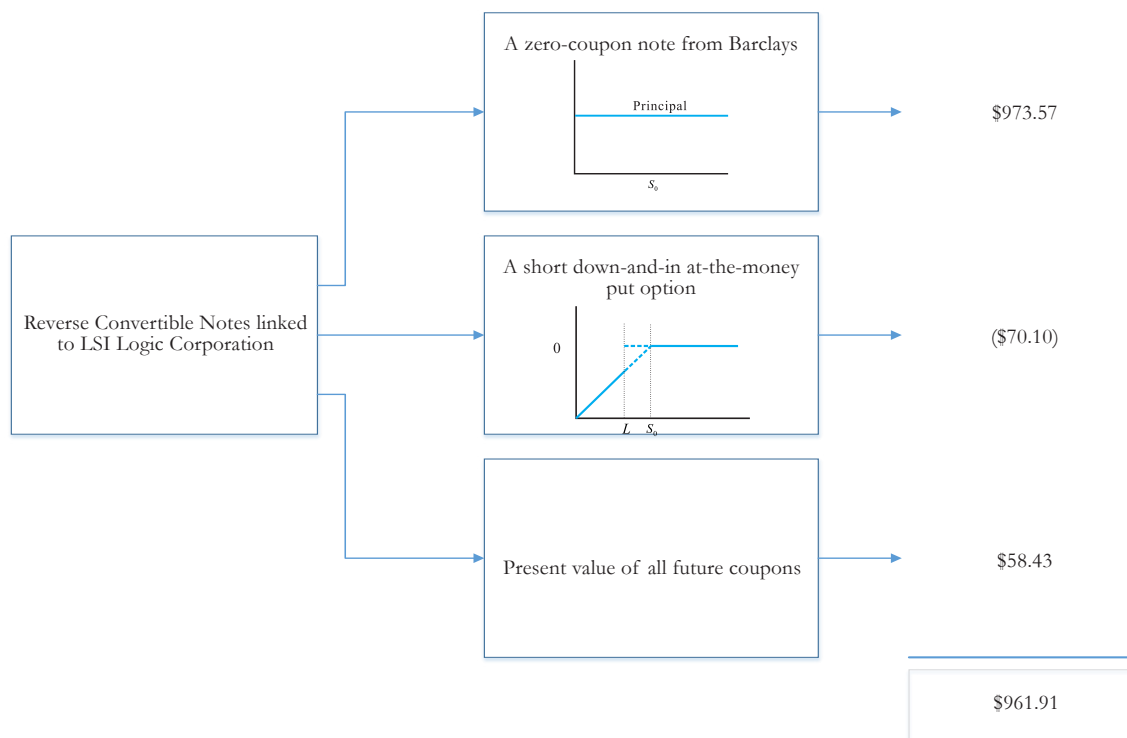 A zero-coupon note from Barclays
Principal
S₀
$973.57
Reverse Convertible Notes linked
to LSI Logic Corporation
A short down-and-in at-the-money
put option
0
L S₀
($70.10)
Present value of all future coupons
$58.43
$961.91